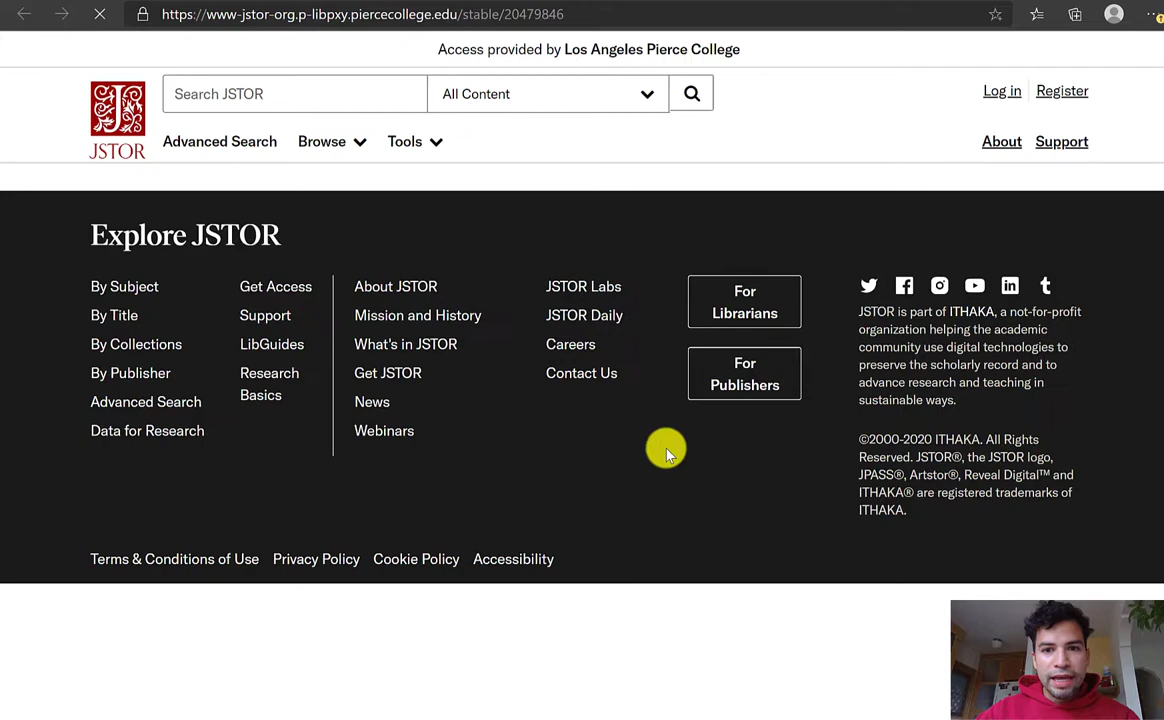 https://www-jstor-org.p-libpxy.piercecollege.edu/stable/20479846
Access provided by Los Angeles Pierce College
JSTOR
Search JSTOR
All Content
Log in
Register
Advanced Search
Browse
Tools
About
Support
Explore JSTOR
By Subject
By Title
By Collections
By Publisher
Advanced Search
Data for Research
Get Access
Support
LibGuides
Research
Basics
About JSTOR
Mission and History
What's in JSTOR
Get JSTOR
News
Webinars
JSTOR Labs
JSTOR Daily
Careers
Contact Us
For
Librarians
For
Publishers
JSTOR is part of ITHAKA, a not-for-profit
organization helping the academic
community use digital technologies to
preserve the scholarly record and to
advance research and teaching in
sustainable ways.
©2000-2020 ITHAKA. All Rights
Reserved. JSTOR®, the JSTOR logo,
JPASS®, Artstor®, Reveal Digital™ and
ITHAKA® are registered trademarks of
ITHAKA.
Terms & Conditions of Use
Privacy Policy
Cookie Policy
Accessibility